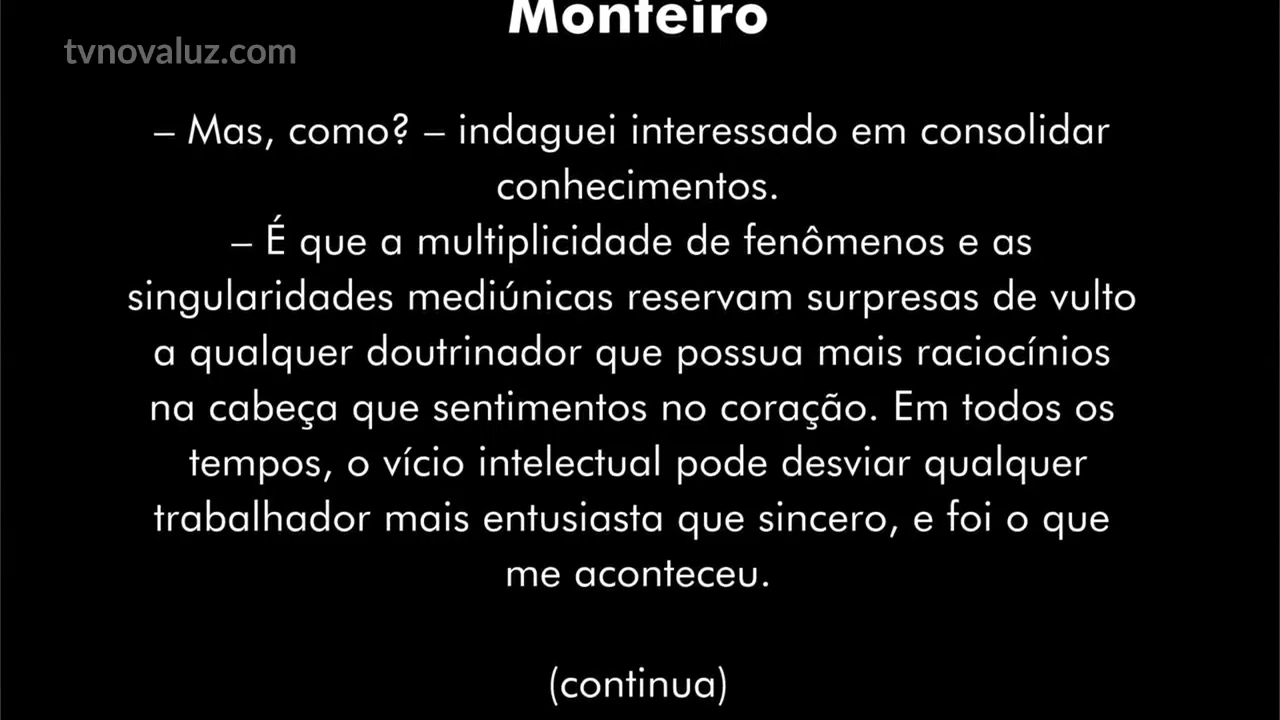 Monteiro
tvnovaluz.com
– Mas, como? – indaguei interessado em consolidar
conhecimentos.
– É que a multiplicidade de fenômenos e as
singularidades mediúnicas reservam surpresas de vulto
a qualquer doutrinador que possua mais raciocínios
na cabeça que sentimentos no coração. Em todos os
tempos, o vício intelectual pode desviar qualquer
trabalhador mais entusiasta que sincero, e foi o que
me aconteceu.
(continua)